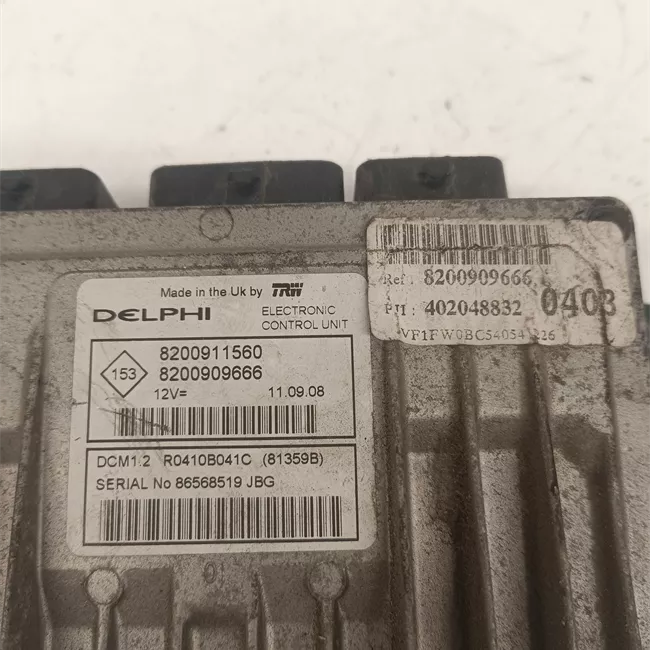 Made in the Uk by TRW
DELPHI
ELECTRONIC
CONTROL UNIT
153
8200911560
8200909666
12V= 11.09.08
DCM1.2 R0410B041C (81359B)
SERIAL No 86568519 JBG
Ref : 8200909666
PJI : 402048832 0403